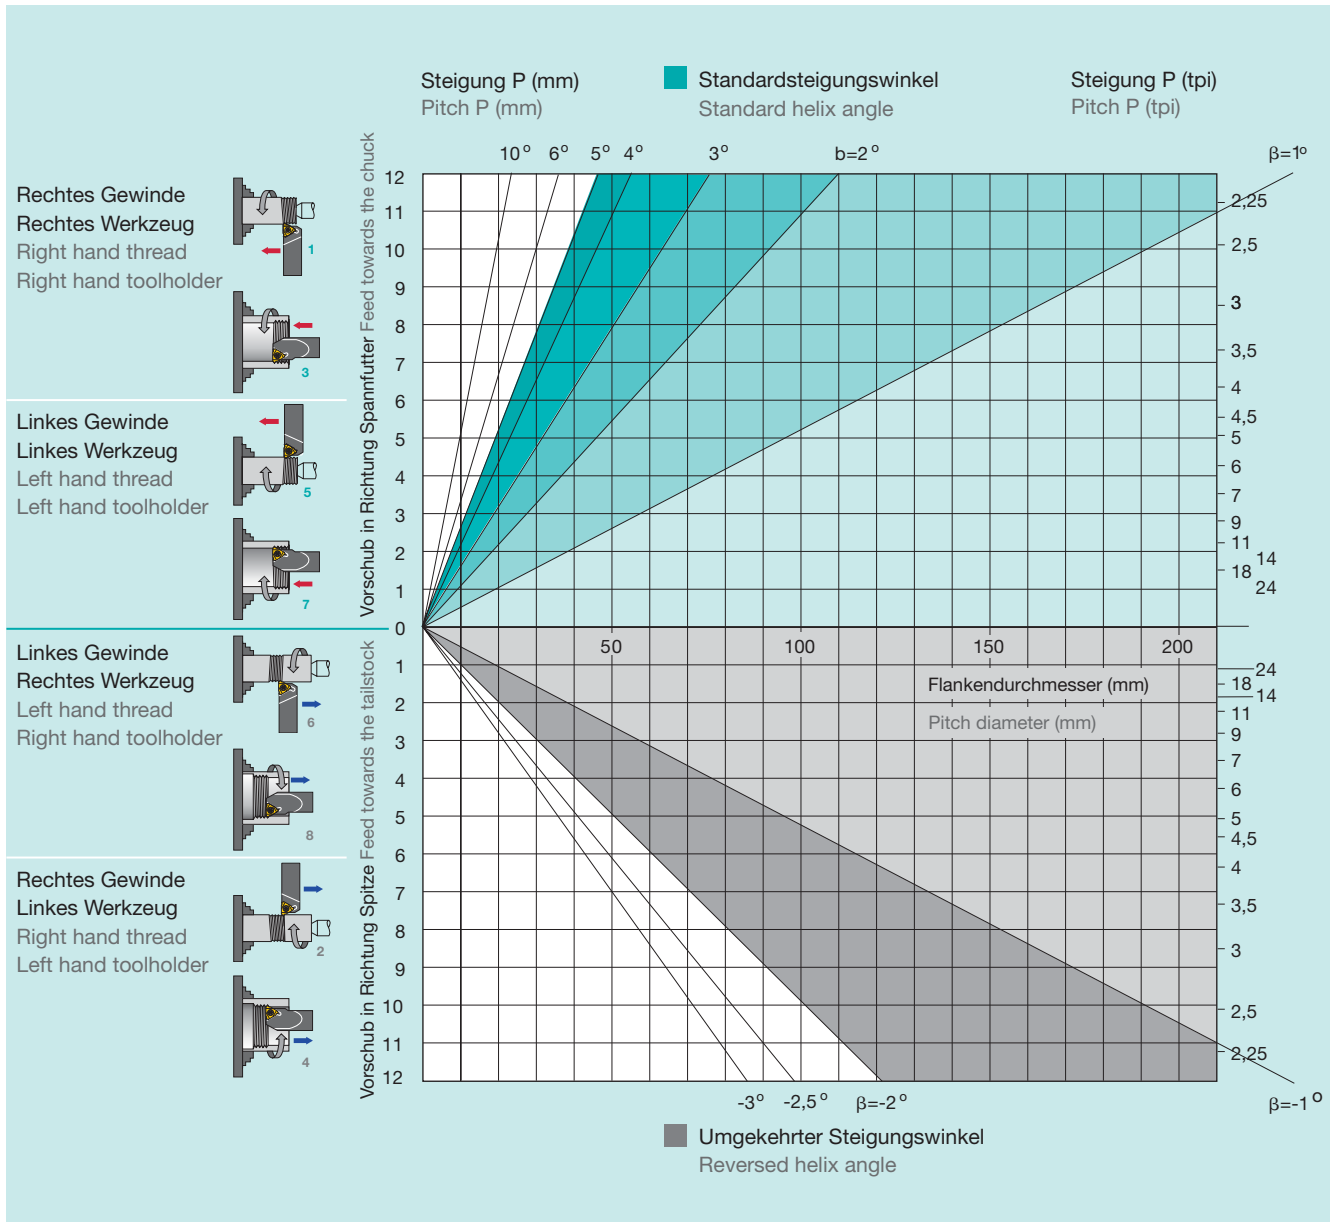 Steigung P (mm)
Pitch P (mm)
Standardsteigungswinkel
Standard helix angle
Steigung P (tpi)
Pitch P (tpi)
10° 6° 5° 4° 3° b=2° β=1°
Rechtes Gewinde
Rechtes Werkzeug
Right hand thread
Right hand toolholder
1
3
Linkes Gewinde
Linkes Werkzeug
Left hand thread
Left hand toolholder
5
7
Linkes Gewinde
Rechtes Werkzeug
Left hand thread
Right hand toolholder
6
8
Rechtes Gewinde
Linkes Werkzeug
Right hand thread
Left hand toolholder
2
4
Vorschub in Richtung Spannfutter Feed towards the chuck
Vorschub in Richtung Spitze Feed towards the tailstock
12
11
10
9
8
7
6
5
4
3
2
1
0
1
2
3
4
5
6
7
8
9
10
11
12
50 100 150 200
Flankendurchmesser (mm)
Pitch diameter (mm)
2,25
2,5
3
3,5
4
4,5
5
6
7
9
11
14
18
24
24
18
14
11
9
7
6
5
4,5
4
3,5
3
2,5
2,25
-3° -2,5° β=-2° β=-1°
Umgekehrter Steigungswinkel
Reversed helix angle